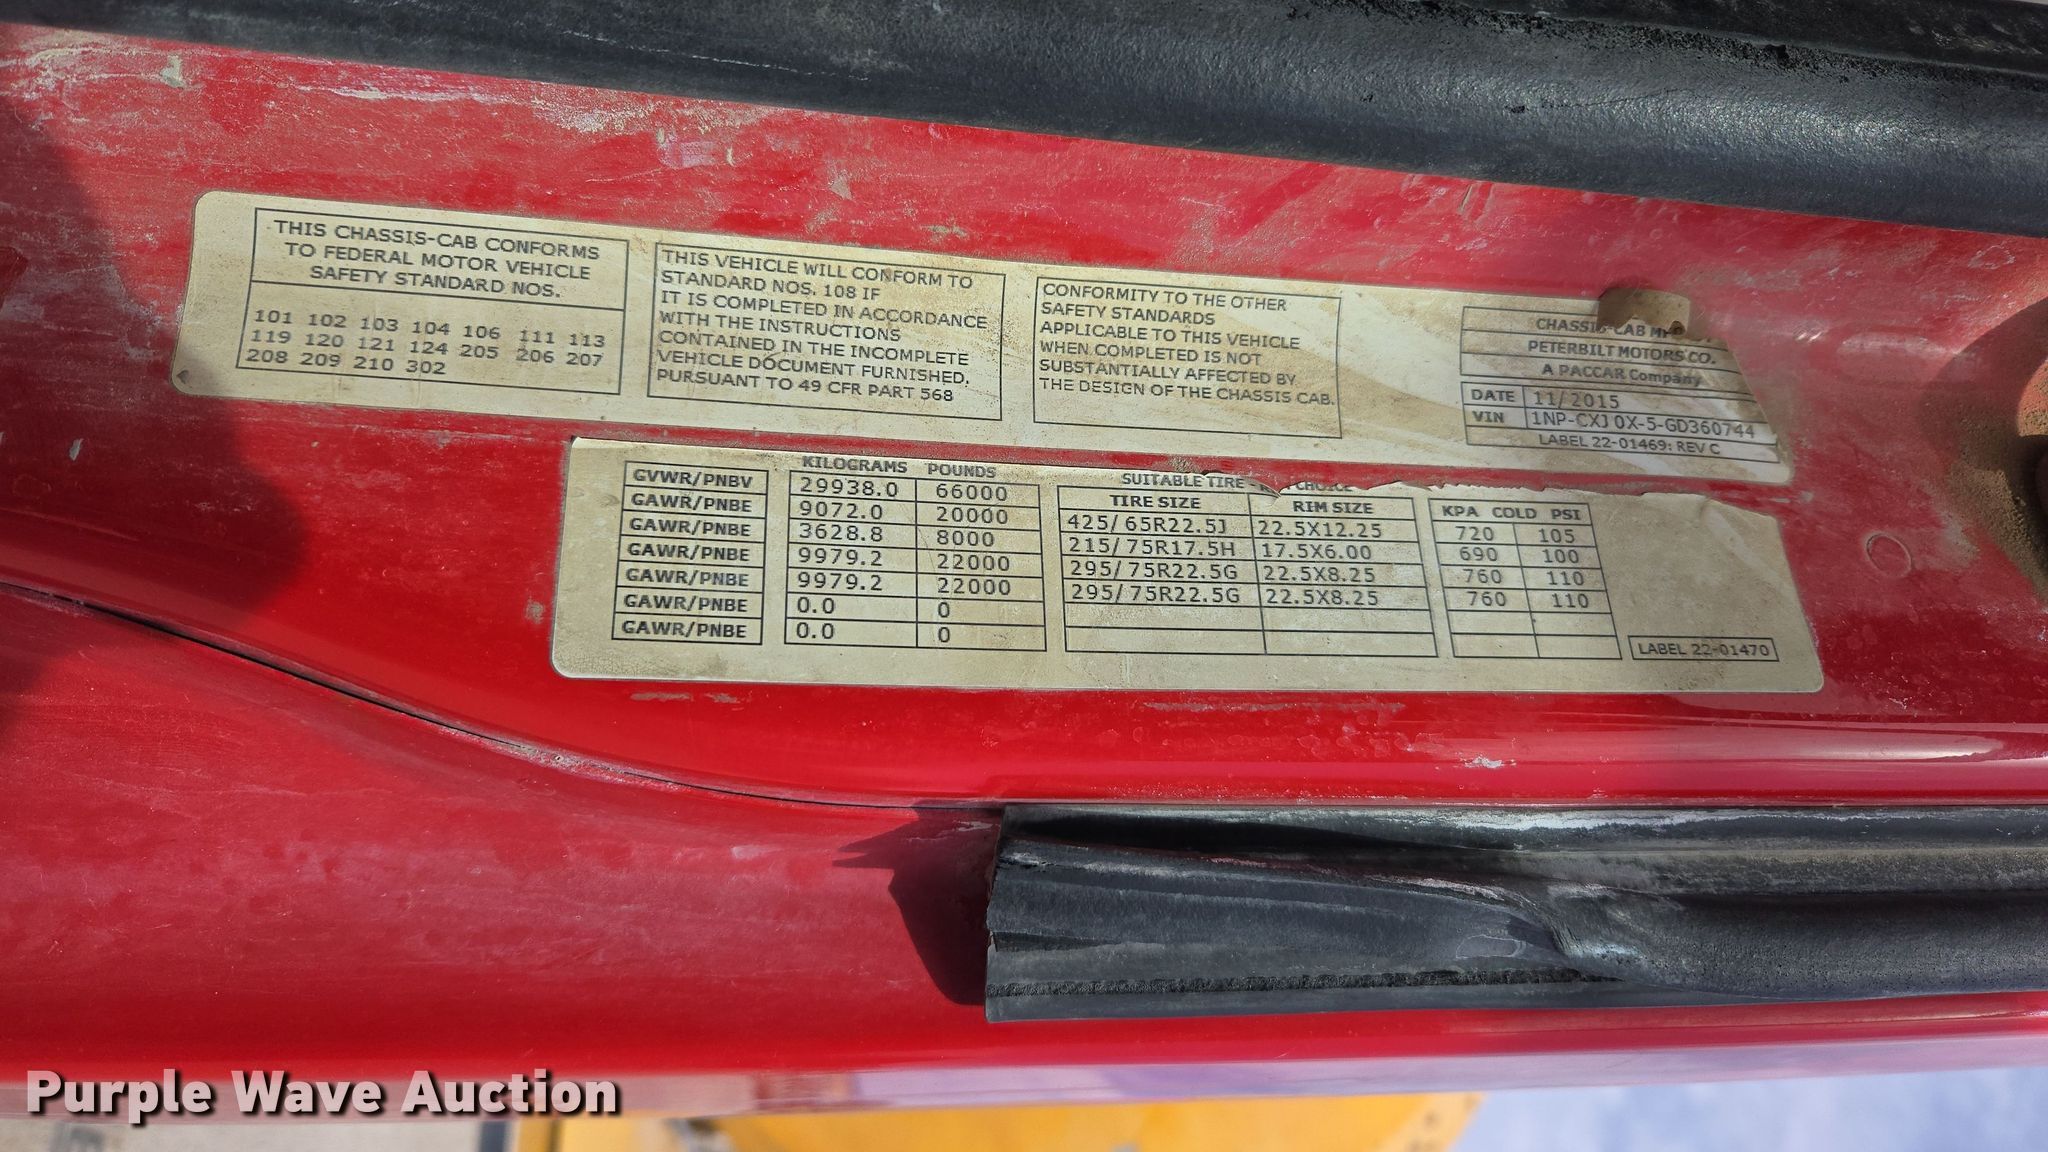 THIS CHASSIS-CAB CONFORMS
TO FEDERAL MOTOR VEHICLE
SAFETY STANDARD NOS.
101 102 103 104 106 111 113
119 120 121 124 205 206 207
208 209 210 302
THIS VEHICLE WILL CONFORM TO
STANDARD NOS. 108 IF
IT IS COMPLETED IN ACCORDANCE
WITH THE INSTRUCTIONS
CONTAINED IN THE INCOMPLETE
VEHICLE DOCUMENT FURNISHED,
PURSUANT TO 49 CFR PART 568
CONFORMITY TO THE OTHER
SAFETY STANDARDS
APPLICABLE TO THIS VEHICLE
WHEN COMPLETED IS NOT
SUBSTANTIALLY AFFECTED BY
THE DESIGN OF THE CHASSIS CAB.
CHASSIS-CAB
PETERBILT MOTORS CO.
A PACCAR Company
DATE 11/2015
VIN 1NP-CXJ0X-5-GD360744
LABEL 22-01469: REV C
KILOGRAMS POUNDS SUITABLE TIRE - CHOICE
TIRE SIZE RIM SIZE KPA COLD PSI
GVWR/PNBV 29938.0 66000
GAWR/PNBE 9072.0 20000 425/65R22.5J 22.5X12.25 720 105
GAWR/PNBE 3628.8 8000 215/75R17.5H 17.5X6.00 690 100
GAWR/PNBE 9979.2 22000 295/75R22.5G 22.5X8.25 760 110
GAWR/PNBE 9979.2 22000 295/75R22.5G 22.5X8.25 760 110
GAWR/PNBE 0.0 0
GAWR/PNBE 0.0 0
LABEL 22-01470
Purple Wave Auction